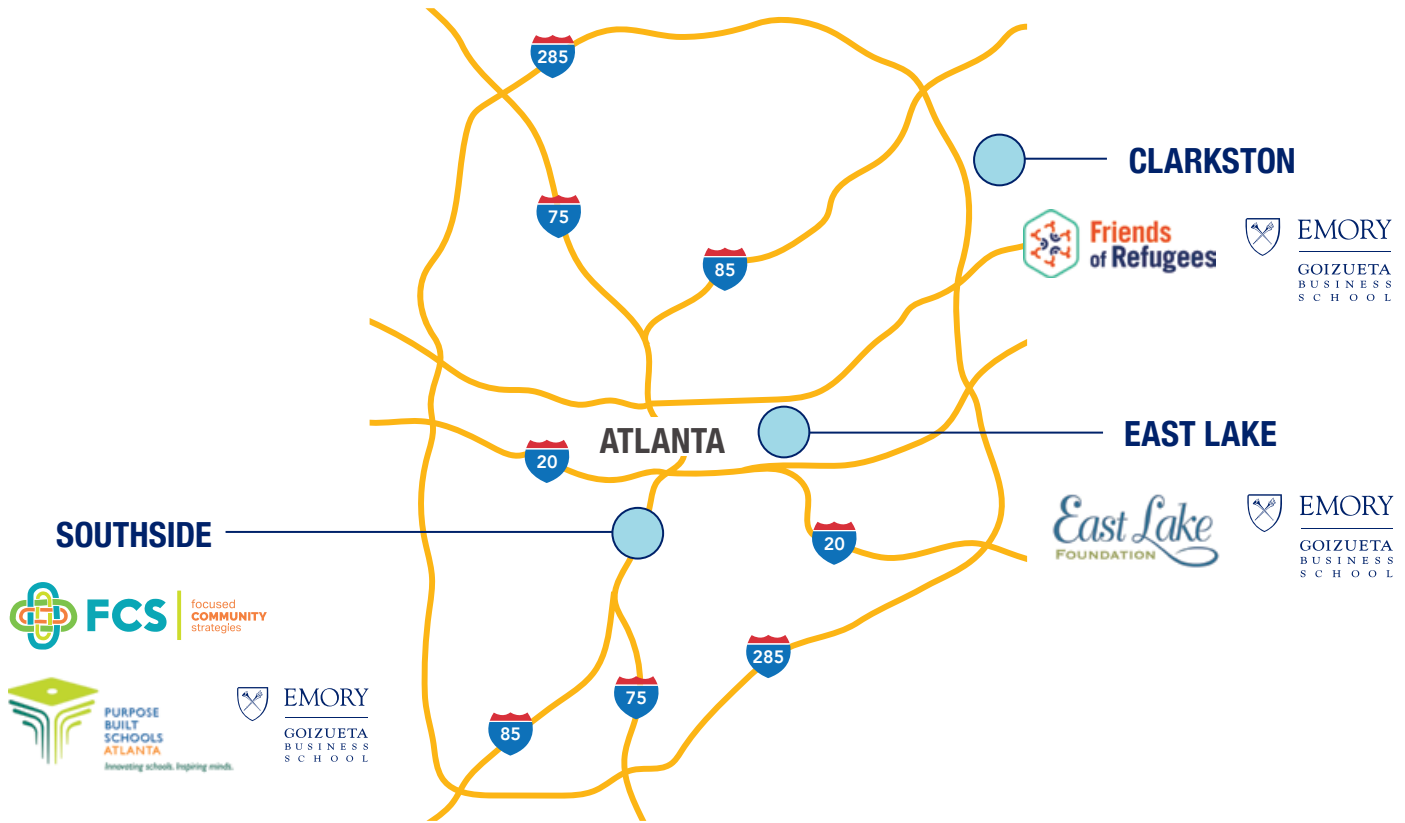 285
CLARKSTON
75
Friends
of Refugees
EMORY
GOIZUETA
BUSINESS
SCHOOL
85
ATLANTA
EAST LAKE
20
East Lake
FOUNDATION
EMORY
GOIZUETA
BUSINESS
SCHOOL
SOUTHSIDE
20
FCS
focused
COMMUNITY
strategies
285
PURPOSE
BUILT
SCHOOLS
ATLANTA
Innovating schools. Inspiring minds.
EMORY
GOIZUETA
BUSINESS
SCHOOL
75
85